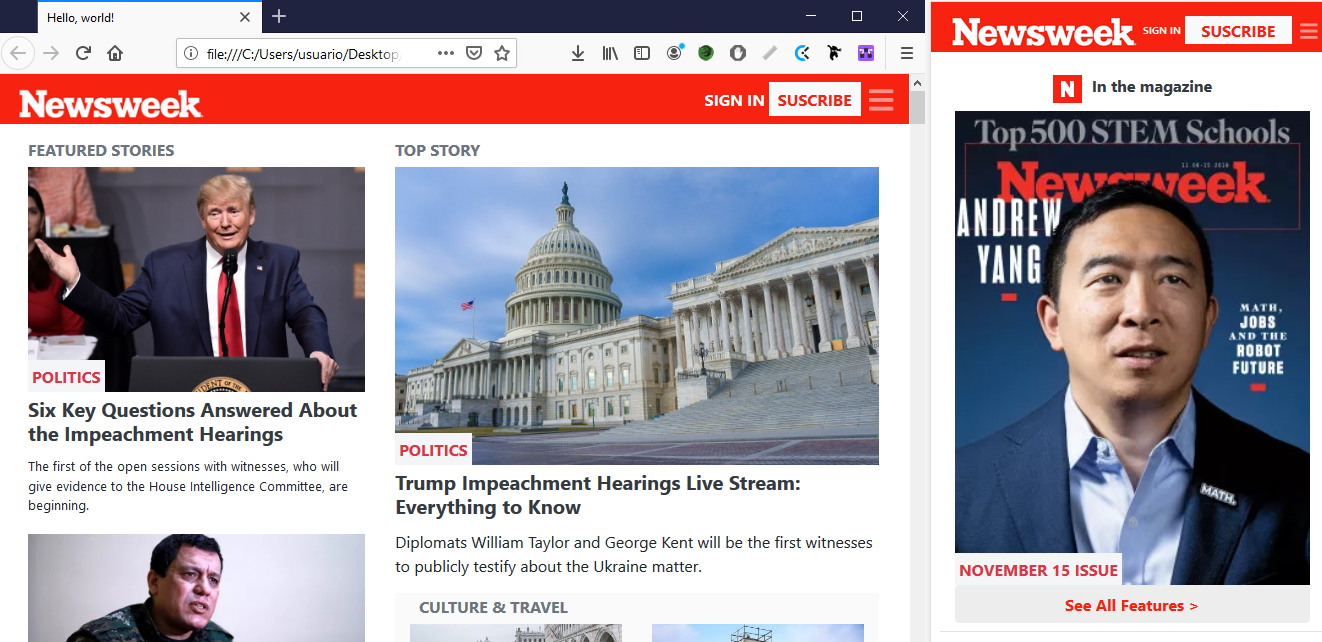 Hello, world!
file:///C:/Users/usuario/Desktop
Newsweek
SIGN IN
SUSCRIBE
FEATURED STORIES
POLITICS
Six Key Questions Answered About
the Impeachment Hearings
The first of the open sessions with witnesses, who will
give evidence to the House Intelligence Committee, are
beginning.
TOP STORY
POLITICS
Trump Impeachment Hearings Live Stream:
Everything to Know
Diplomats William Taylor and George Kent will be the first witnesses
to publicly testify about the Ukraine matter.
CULTURE & TRAVEL
Newsweek
SIGN IN
SUSCRIBE
N
In the magazine
Top 500 STEM Schools
Newsweek
ANDREW
YANG
MATH,
JOBS
AND THE
ROBOT
FUTURE
MATH.
NOVEMBER 15 ISSUE
See All Features >